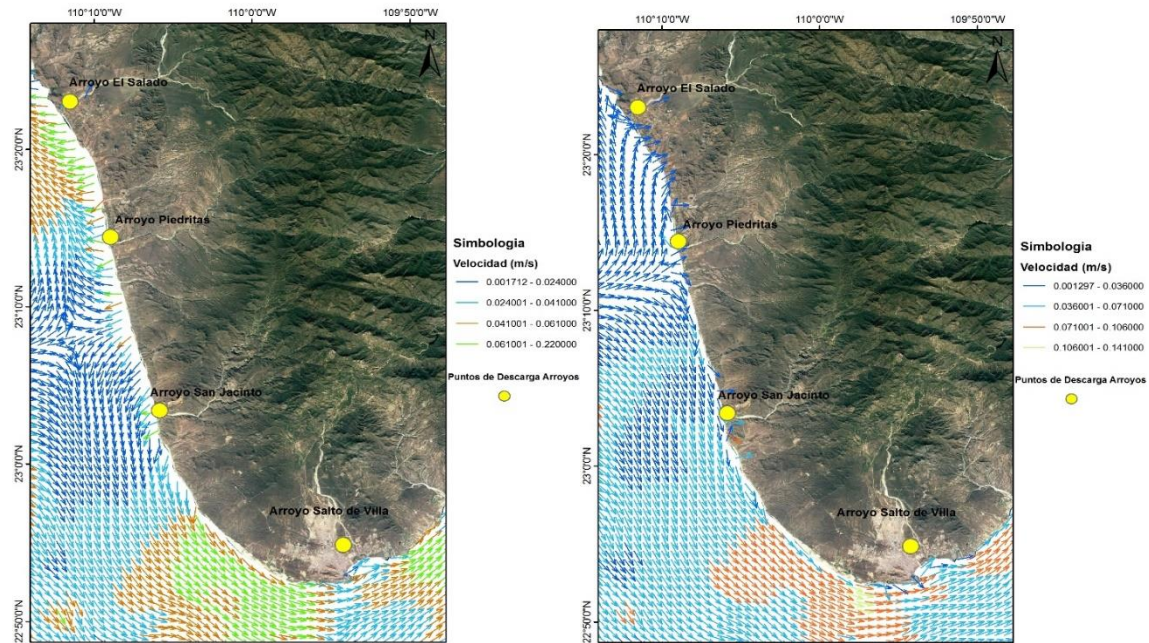 110°10'0"W
110°0'0"W
109°50'0"W
N
Arroyo El Salado
23°20'0"N
Arroyo Piedritas
23°10'0"N
Arroyo San Jacinto
23°0'0"N
Arroyo Salto de Villa
22°50'0"N
Simbologia
Velocidad (m/s)
0.001712 - 0.024000
0.024001 - 0.041000
0.041001 - 0.061000
0.061001 - 0.220000
Puntos de Descarga Arroyos
110°10'0"W
110°0'0"W
109°50'0"W
N
Arroyo El Salado
23°20'0"N
Arroyo Piedritas
23°10'0"N
Arroyo San Jacinto
23°0'0"N
Arroyo Salto de Villa
22°50'0"N
Simbologia
Velocidad (m/s)
0.001297 - 0.036000
0.036001 - 0.071000
0.071001 - 0.106000
0.106001 - 0.141000
Puntos de Descarga Arroyos